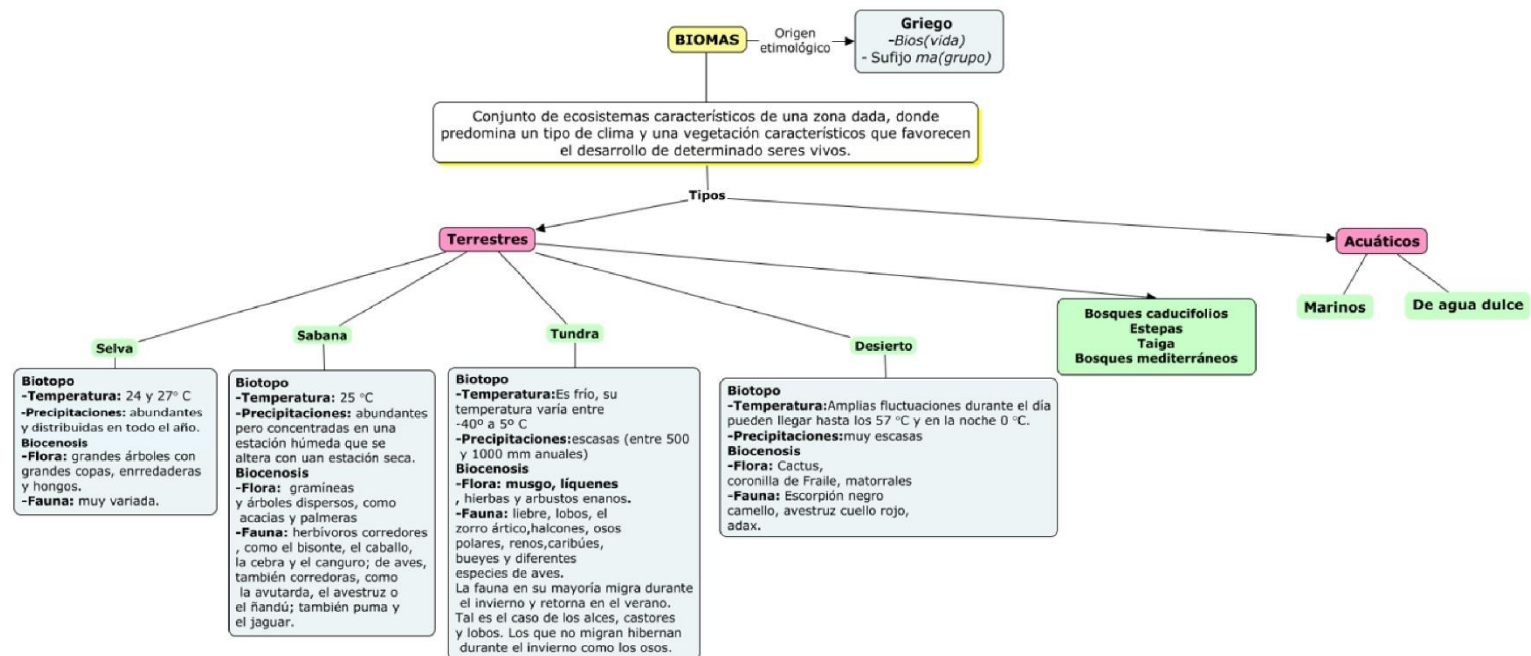 BIOMAS
Origen
etimológico
Griego
-Bios(vida)
- Sufijo ma(grupo)
Conjunto de ecosistemas característicos de una zona dada, donde
predomina un tipo de clima y una vegetación característicos que favorecen
el desarrollo de determinado seres vivos.
Tipos
Terrestres
Acuáticos
Marinos
De agua dulce
Bosques caducifolios
Estepas
Taiga
Bosques mediterráneos
Selva
Biotopo
-Temperatura: 24 y 27° C
-Precipitaciones: abundantes
y distribuidas en todo el año.
Biocenosis
-Flora: grandes árboles con
grandes copas, enrredaderas
y hongos.
-Fauna: muy variada.
Sabana
Biotopo
-Temperatura: 25 °C
-Precipitaciones: abundantes
pero concentradas en una
estación húmeda que se
altera con uan estación seca.
Biocenosis
-Flora: gramíneas
y árboles dispersos, como
acacias y palmeras
-Fauna: herbívoros corredores
, como el bisonte, el caballo,
la cebra y el canguro; de aves,
también corredoras, como
la avutarda, el avestruz o
el ñandú; también puma y
el jaguar.
Tundra
Biotopo
-Temperatura:Es frío, su
temperatura varía entre
-40º a 5º C
-Precipitaciones:escasas (entre 500
y 1000 mm anuales)
Biocenosis
-Flora: musgo, líquenes
, hierbas y arbustos enanos.
-Fauna: liebre, lobos, el
zorro ártico,halcones, osos
polares, renos,caribúes,
bueyes y diferentes
especies de aves.
La fauna en su mayoría migra durante
el invierno y retorna en el verano.
Tal es el caso de los alces, castores
y lobos. Los que no migran hibernan
durante el invierno como los osos.
Desierto
Biotopo
-Temperatura:Amplias fluctuaciones durante el día
pueden llegar hasta los 57 °C y en la noche 0 °C.
-Precipitaciones:muy escasas
Biocenosis
-Flora: Cactus,
coronilla de Fraile, matorrales
-Fauna: Escorpión negro
camello, avestruz cuello rojo,
adax.